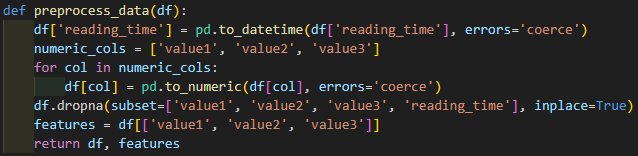 def preprocess_data(df):
    df['reading_time'] = pd.to_datetime(df['reading_time'], errors='coerce')
    numeric_cols = ['value1', 'value2', 'value3']
    for col in numeric_cols:
        df[col] = pd.to_numeric(df[col], errors='coerce')
    df.dropna(subset=['value1', 'value2', 'value3', 'reading_time'], inplace=True)
    features = df[['value1', 'value2', 'value3']]
    return df, features